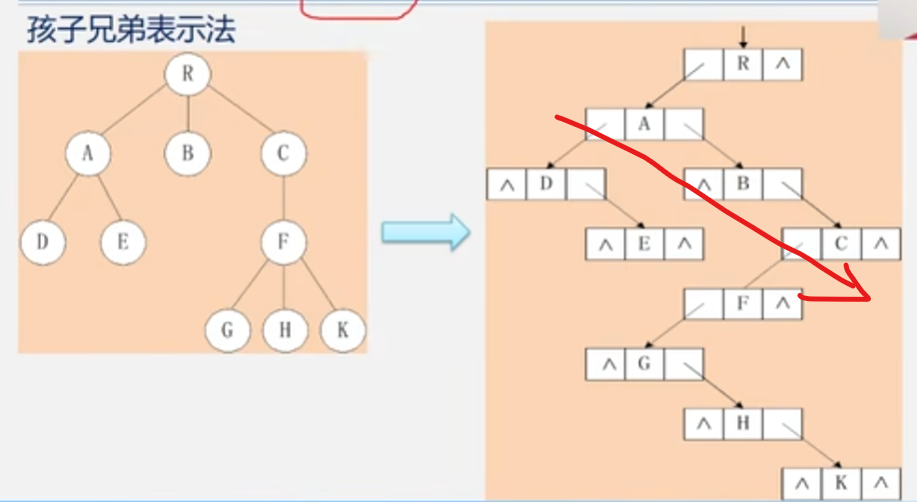 孩子兄弟表示法
R
A B C
D E F
G H K
R ∧
A
∧ D
∧ B
∧ E ∧
C ∧
F ∧
∧ G
∧ H
∧ K ∧